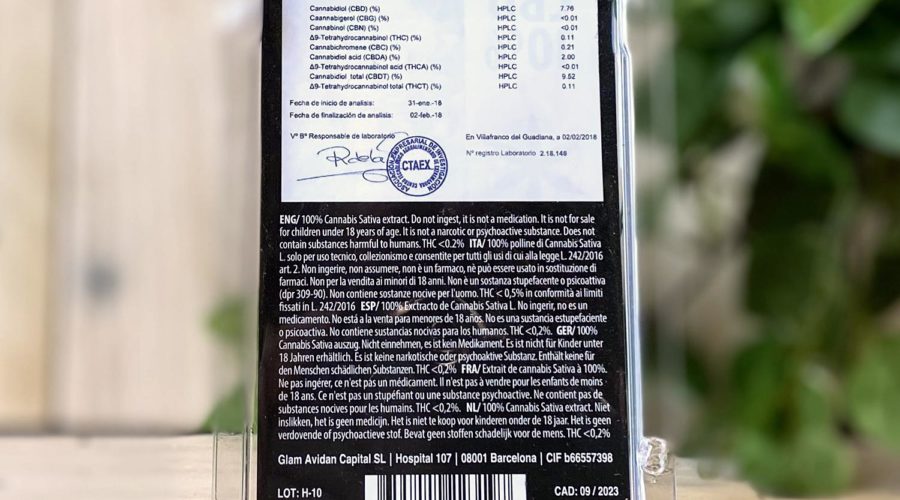 Cannabidiol (CBD) (%) HPLC 7.76
Caannabigerol (CBG) (%) HPLC <0.01
Cannabinol (CBN) (%) HPLC <0.01
Δ9-Tetrahydrocannabinol (THC) (%) HPLC 0.11
Cannabichromene (CBC) (%) HPLC 0.21
Cannabidiol acid (CBDA) (%) HPLC 2.00
Δ9-Tetrahydrocannabinol acid (THCA) (%) HPLC <0.01
Cannabidiol total (CBDT) (%) HPLC 9.52
Δ9-Tetrahydrocannabinol total (THCT) (%) HPLC 0.11
Fecha de inicio de analisis: 31-ene.-18
Fecha de finalización de analisis: 02-feb.-18
Vº Bº Responsable de laboratorio
En Villafranco del Guadiana, a 02/02/2018
Nº registro Laboratorio 2.18.149
CTAEX
ENG/ 100% Cannabis Sativa extract. Do not ingest, it is not a medication. It is not for sale
for children under 18 years of age. It is not a narcotic or psychoactive substance. Does not
contain substances harmful to humans. THC <0.2% ITA/ 100% polline di Cannabis Sativa
L. solo per uso tecnico, collezionismo e consentite per tutti gli usi di cui alla legge L. 242/2016
art. 2. Non ingerire, non assumere, non è un farmaco, nè può essere usato in sostituzione di
farmaci. Non per la vendita ai minori di 18 anni. Non è un sostanza stupefacente o psicoattiva
(dpr 309-90). Non contiene sostanze nocive per l'uomo. THC < 0,5% in conformità ai limiti
fissati in L. 242/2016 ESP/ 100% Exctracto de Cannabis Sativa L. No ingerir, no es un
medicamento. No está a la venta para menores de 18 años. No es una sustancia estupefaciente
o psicoactiva. No contiene sustancias nocivas para los humanos. THC <0,2%. GER/ 100%
Cannabis Sativa auszug. Nicht einnehmen, es ist kein Medikament. Es ist nicht für Kinder unter
18 Jahren erhältlich. Es ist keine narkotische oder psychoaktive Substanz. Enthält keine für
den Menschen schädlichen Substanzen. THC <0,2% FRA/ Extrait de cannabis Sativa à 100%.
Ne pas ingérer, ce n'est pas un médicament. Il n'est pas à vendre pour les enfants de moins
de 18 ans. Ce n'est pas un stupéfiant ou une substance psychoactive. Ne contient pas de
substances nocives pour les humains. THC <0,2%. NL/ 100% Cannabis Sativa extract. Niet
inslikken, het is geen medicijn. Het is niet te koop voor kinderen onder de 18 jaar. Het is geen
verdovende of psychoactieve stof. Bevat geen stoffen schadelijk voor de mens. THC <0,2%
Glam Avidan Capital SL | Hospital 107 | 08001 Barcelona | CIF b66557398
LOT: H-10 CAD: 09 / 2023